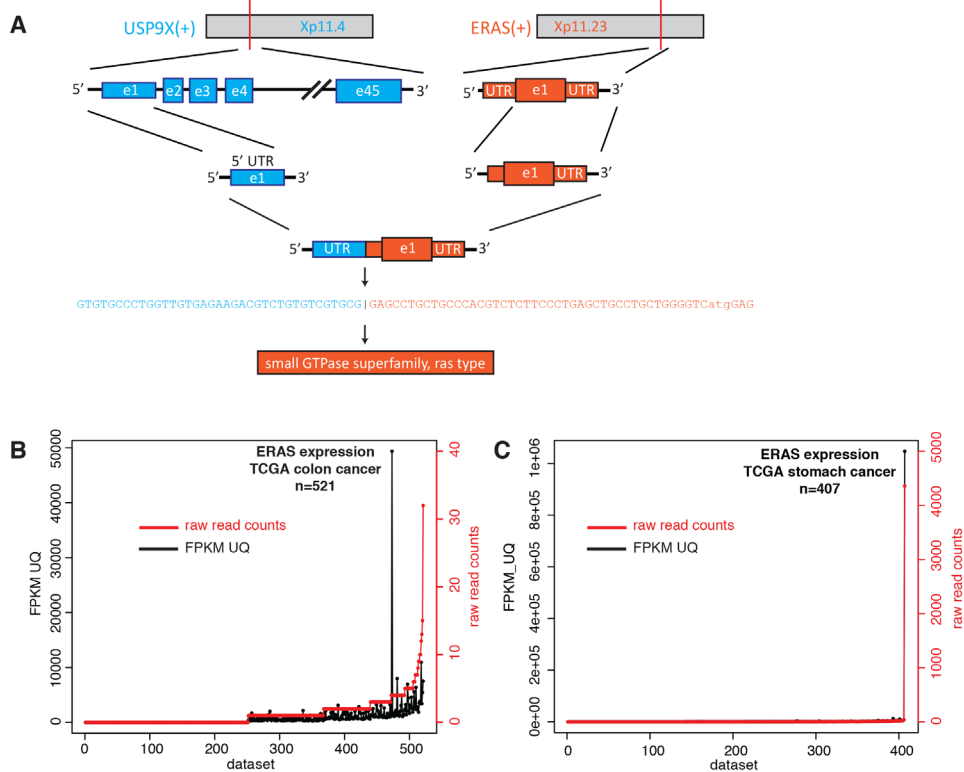 A
USP9X(+) Xp11.4 ERAS(+) Xp11.23
5’ e1 e2 e3 e4 e45 3’ 5’ UTR e1 UTR 3’
5’ UTR
5’ e1 3’ 5’ e1 UTR 3’
5’ UTR e1 UTR 3’
GTGTGCCCTGGTTGTGAGAAGACGTCTGTGTCGTGCG|GAGCCTGCTGCCCACGTCTCTTCCCTGAGCTGCCTGCTGGGGTCatgGAG
small GTPase superfamily, ras type
B
ERAS expression
TCGA colon cancer
n=521
raw read counts
FPKM UQ
FPKM UQ
0 10000 20000 30000 40000 50000
raw read counts
0 10 20 30 40
0 100 200 300 400 500
dataset
C
ERAS expression
TCGA stomach cancer
n=407
raw read counts
FPKM UQ
FPKM_UQ
0e+00 2e+05 4e+05 6e+05 8e+05 1e+06
raw read counts
0 1000 2000 3000 4000 5000
0 100 200 300 400
dataset